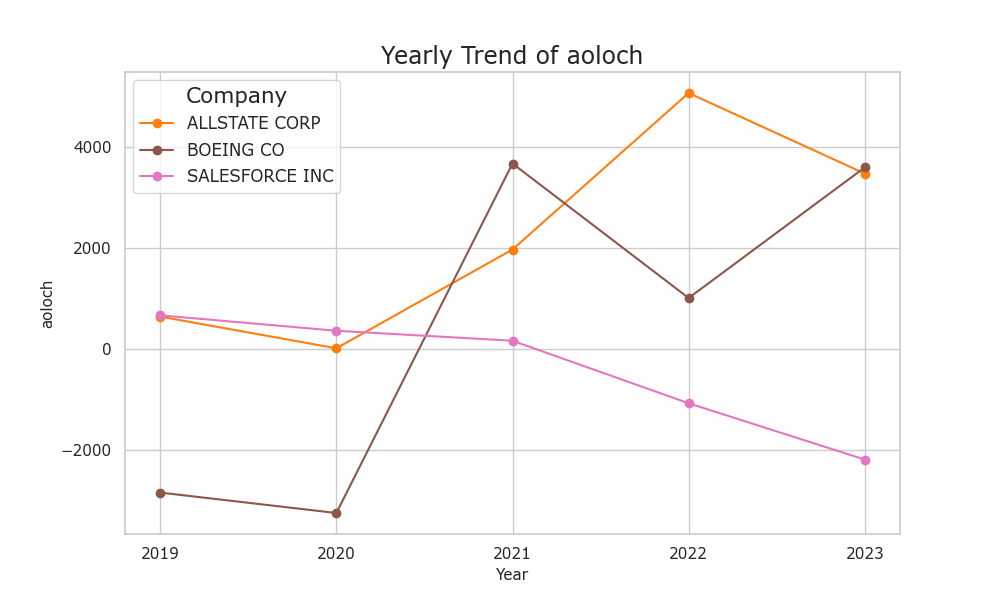 Yearly Trend of aoloch
Company
ALLSTATE CORP
BOEING CO
SALESFORCE INC
4000
2000
0
−2000
aoloch
2019 2020 2021 2022 2023
Year